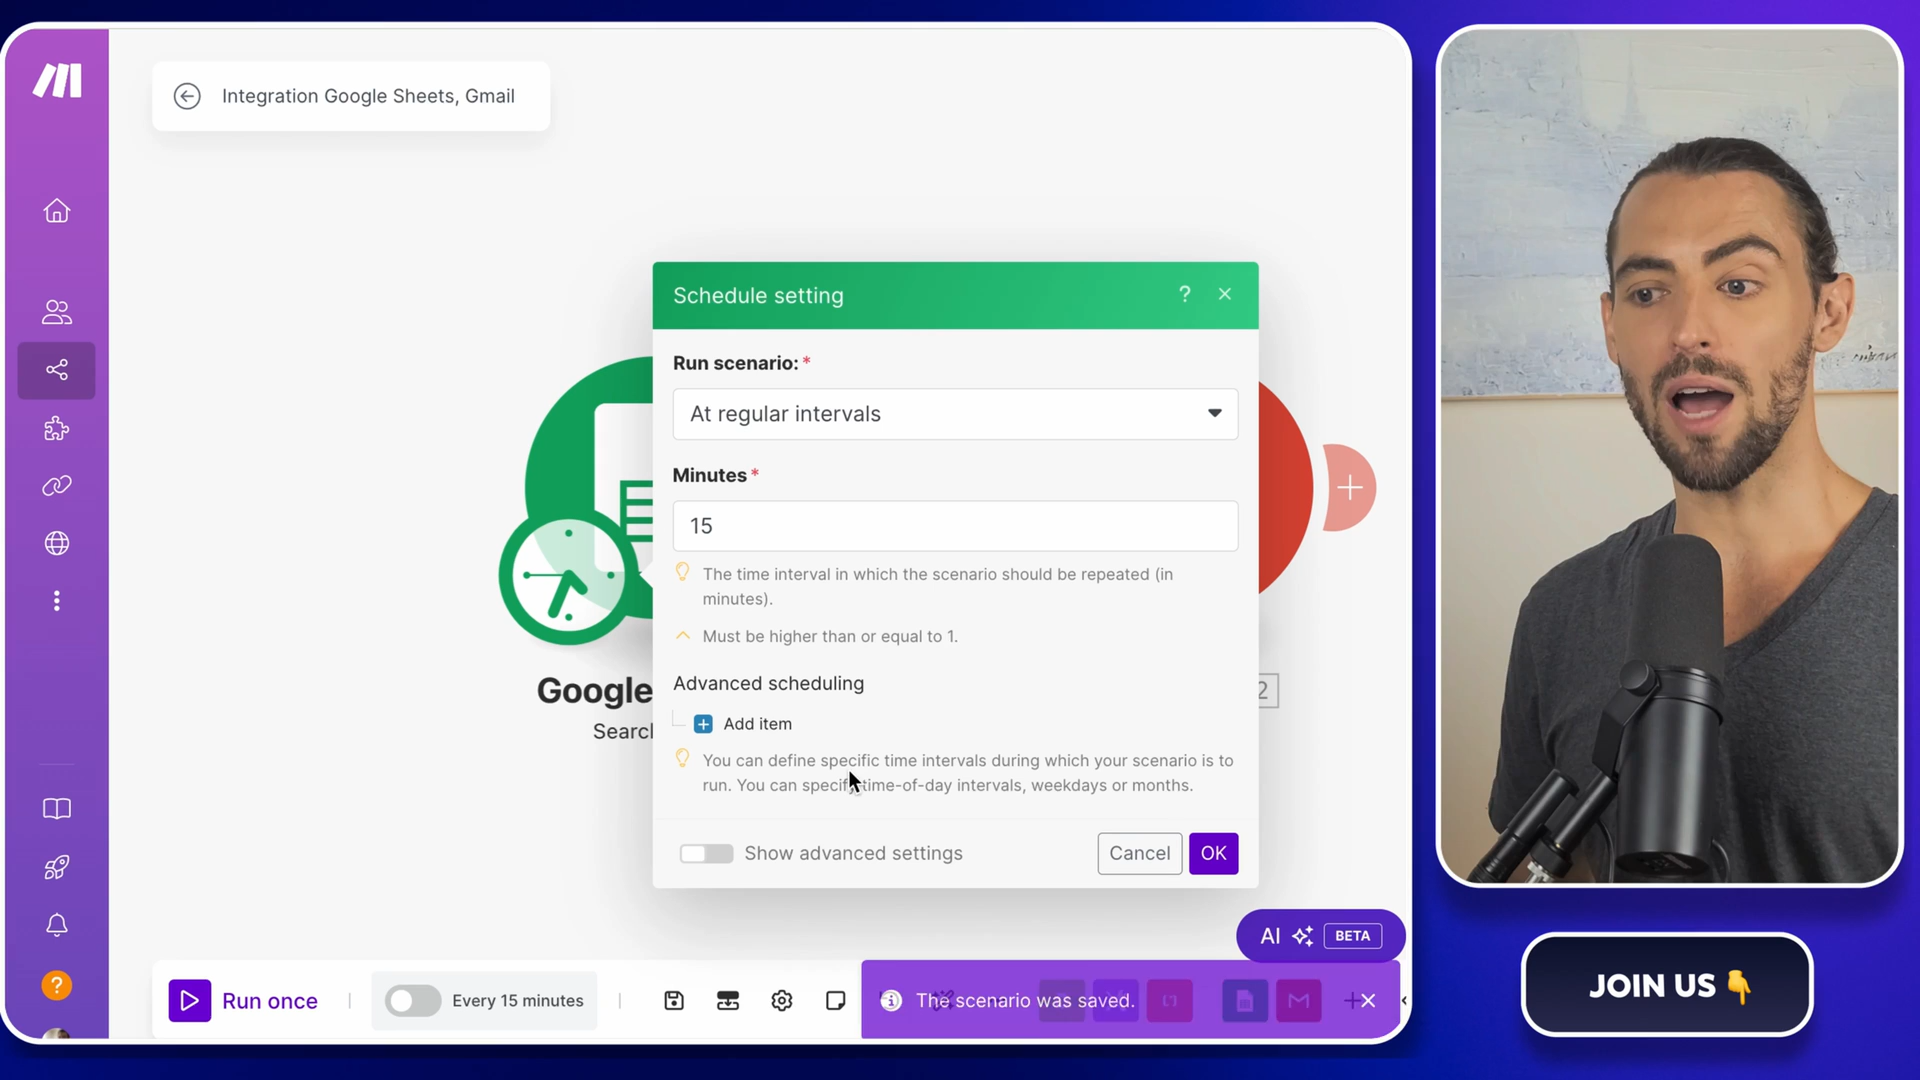 Integration Google Sheets, Gmail
Schedule setting
?
Run scenario: *
At regular intervals
Minutes *
15
The time interval in which the scenario should be repeated (in
minutes).
Must be higher than or equal to 1.
Advanced scheduling
Add item
You can define specific time intervals during which your scenario is to
run. You can specify time-of-day intervals, weekdays or months.
Show advanced settings
Cancel
OK
Google
Search
2
AI BETA
?
Run once
Every 15 minutes
The scenario was saved.
JOIN US